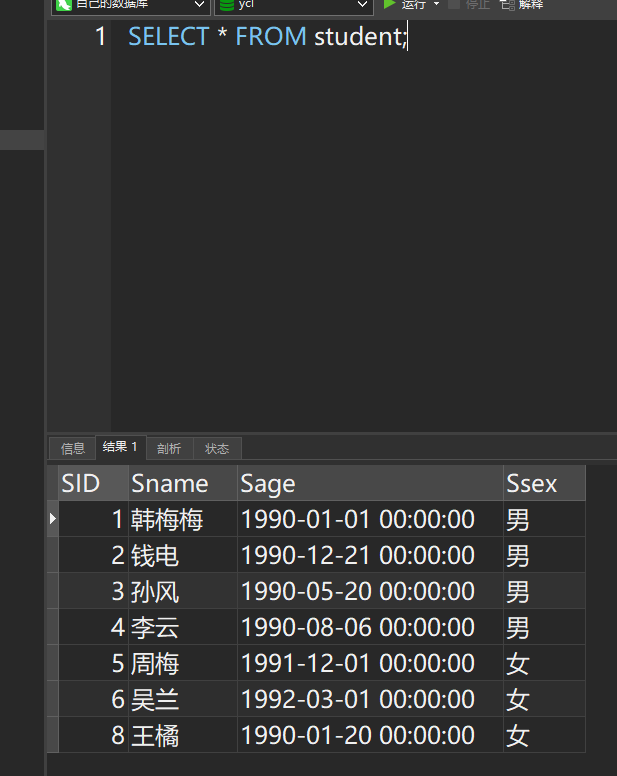 自己的数据库 ycl 运行 停止 解释
1 SELECT * FROM student;
信息 结果 1 剖析 状态
SID Sname Sage Ssex
1 韩梅梅 1990-01-01 00:00:00 男
2 钱电 1990-12-21 00:00:00 男
3 孙风 1990-05-20 00:00:00 男
4 李云 1990-08-06 00:00:00 男
5 周梅 1991-12-01 00:00:00 女
6 吴兰 1992-03-01 00:00:00 女
8 王橘 1990-01-20 00:00:00 女